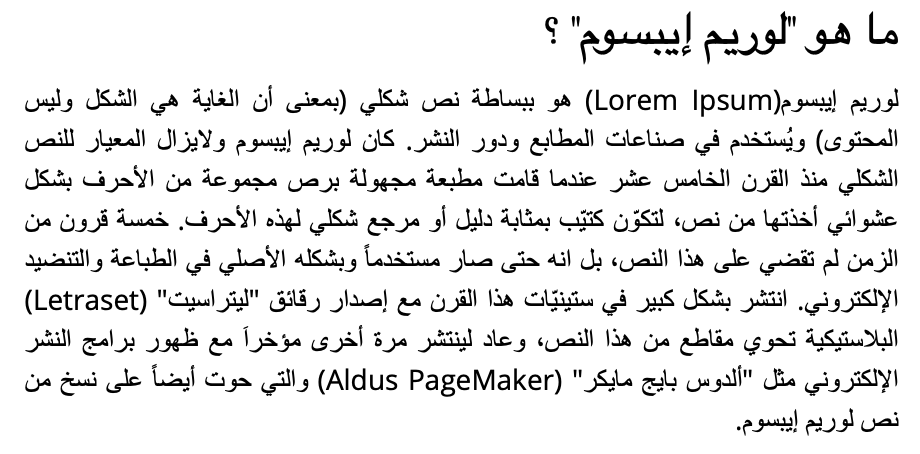 ما هو "لوريم إيبسوم" ؟
لوريم إيبسوم(Lorem Ipsum) هو ببساطة نص شكلي (بمعنى أن الغاية هي الشكل وليس
المحتوى) ويُستخدم في صناعات المطابع ودور النشر. كان لوريم إيبسوم ولايزال المعيار للنص
الشكلي منذ القرن الخامس عشر عندما قامت مطبعة مجهولة برص مجموعة من الأحرف بشكل
عشوائي أخذتها من نص، لتكوّن كتيّب بمثابة دليل أو مرجع شكلي لهذه الأحرف. خمسة قرون من
الزمن لم تقضي على هذا النص، بل انه حتى صار مستخدماً وبشكله الأصلي في الطباعة والتنضيد
الإلكتروني. انتشر بشكل كبير في ستينيّات هذا القرن مع إصدار رقائق "ليتراسيت" (Letraset)
البلاستيكية تحوي مقاطع من هذا النص، وعاد لينتشر مرة أخرى مؤخراَ مع ظهور برامج النشر
الإلكتروني مثل "ألدوس بايج مايكر" (Aldus PageMaker) والتي حوت أيضاً على نسخ من
نص لوريم إيبسوم.